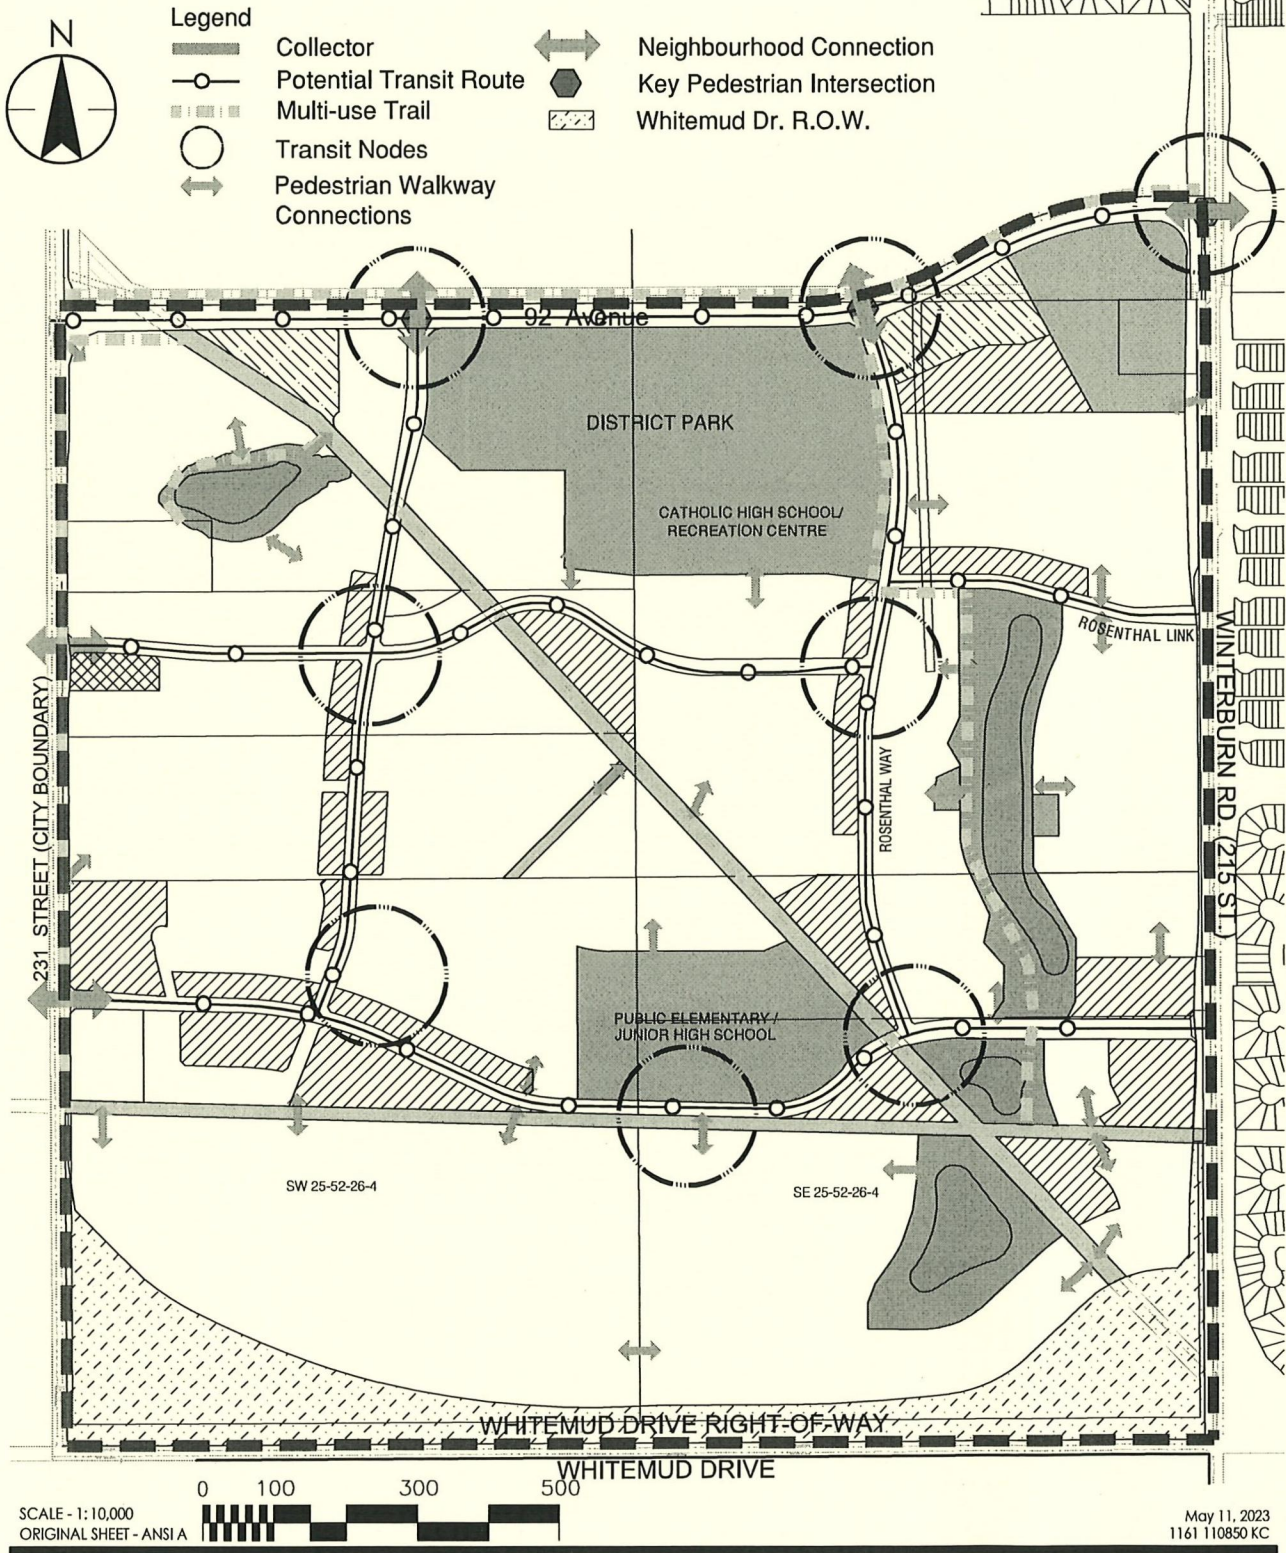 N
Legend
Collector
Potential Transit Route
Multi-use Trail
Transit Nodes
Pedestrian Walkway
Connections
Neighbourhood Connection
Key Pedestrian Intersection
Whitemud Dr. R.O.W.
92 Avenue
DISTRICT PARK
CATHOLIC HIGH SCHOOL/
RECREATION CENTRE
ROSENTHAL LINK
WINTERBURN RD. (215 ST.)
231 STREET (CITY BOUNDARY)
ROSENTHAL WAY
PUBLIC ELEMENTARY /
JUNIOR HIGH SCHOOL
SW 25-52-26-4
SE 25-52-26-4
WHITEMUD DRIVE RIGHT-OF-WAY
WHITEMUD DRIVE
0 100 300 500
SCALE - 1:10,000
ORIGINAL SHEET - ANSI A
May 11, 2023
1161 110850 KC